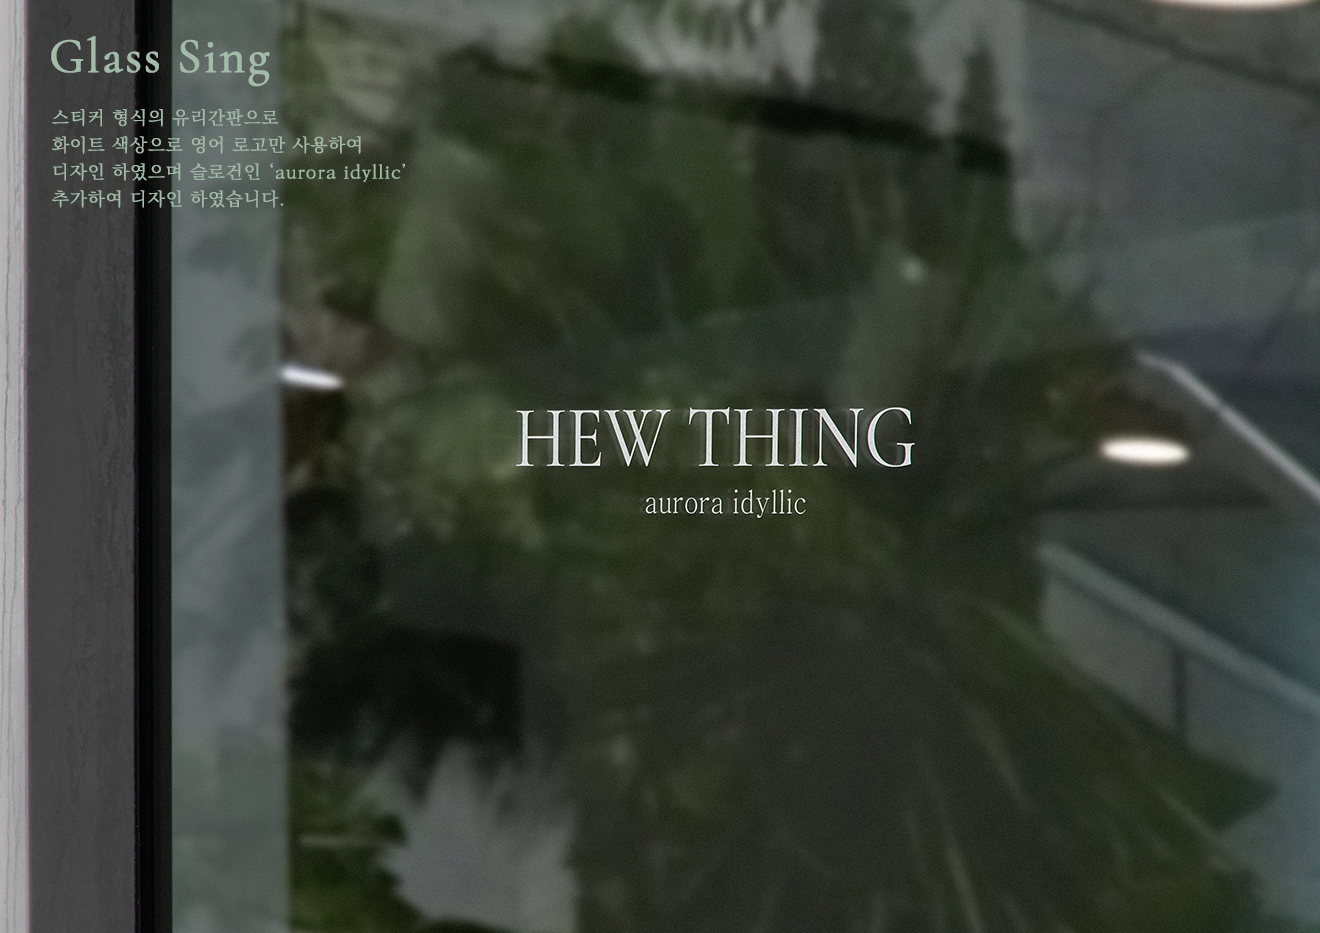 Glass Sing
스티커 형식의 유리간판으로
화이트 색상으로 영어 로고만 사용하여
디자인 하였으며 슬로건인 ‘aurora idyllic’
추가하여 디자인 하였습니다.
HEW THING
aurora idyllic